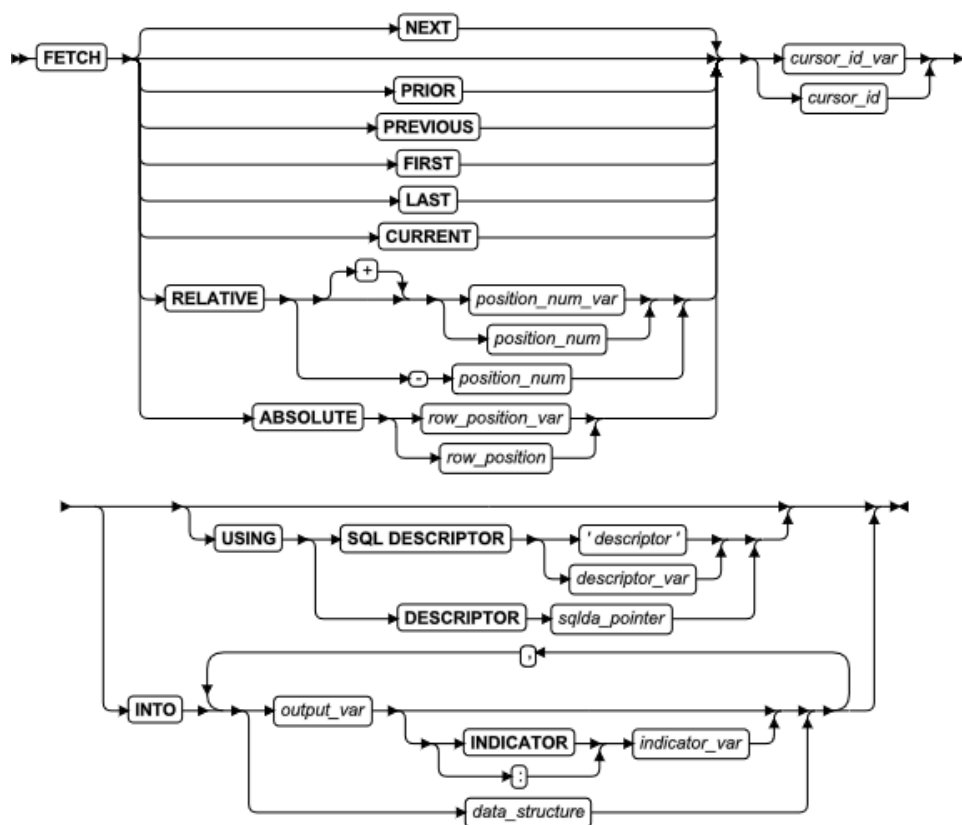 NEXT
FETCH cursor_id_var
PRIOR cursor_id
PREVIOUS
FIRST
LAST
CURRENT
+
RELATIVE position_num_var
position_num
- position_num
ABSOLUTE row_position_var
row_position
USING SQL DESCRIPTOR ' descriptor '
descriptor_var
DESCRIPTOR sqlda_pointer
,
INTO output_var
INDICATOR indicator_var
:
data_structure